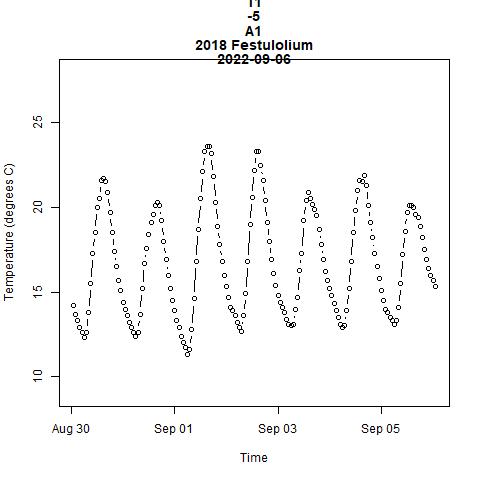 -5
A1
2018 Festulolium
2022-09-06
Temperature (degrees C)
25
20
15
10
Aug 30
Sep 01
Sep 03
Sep 05
Time